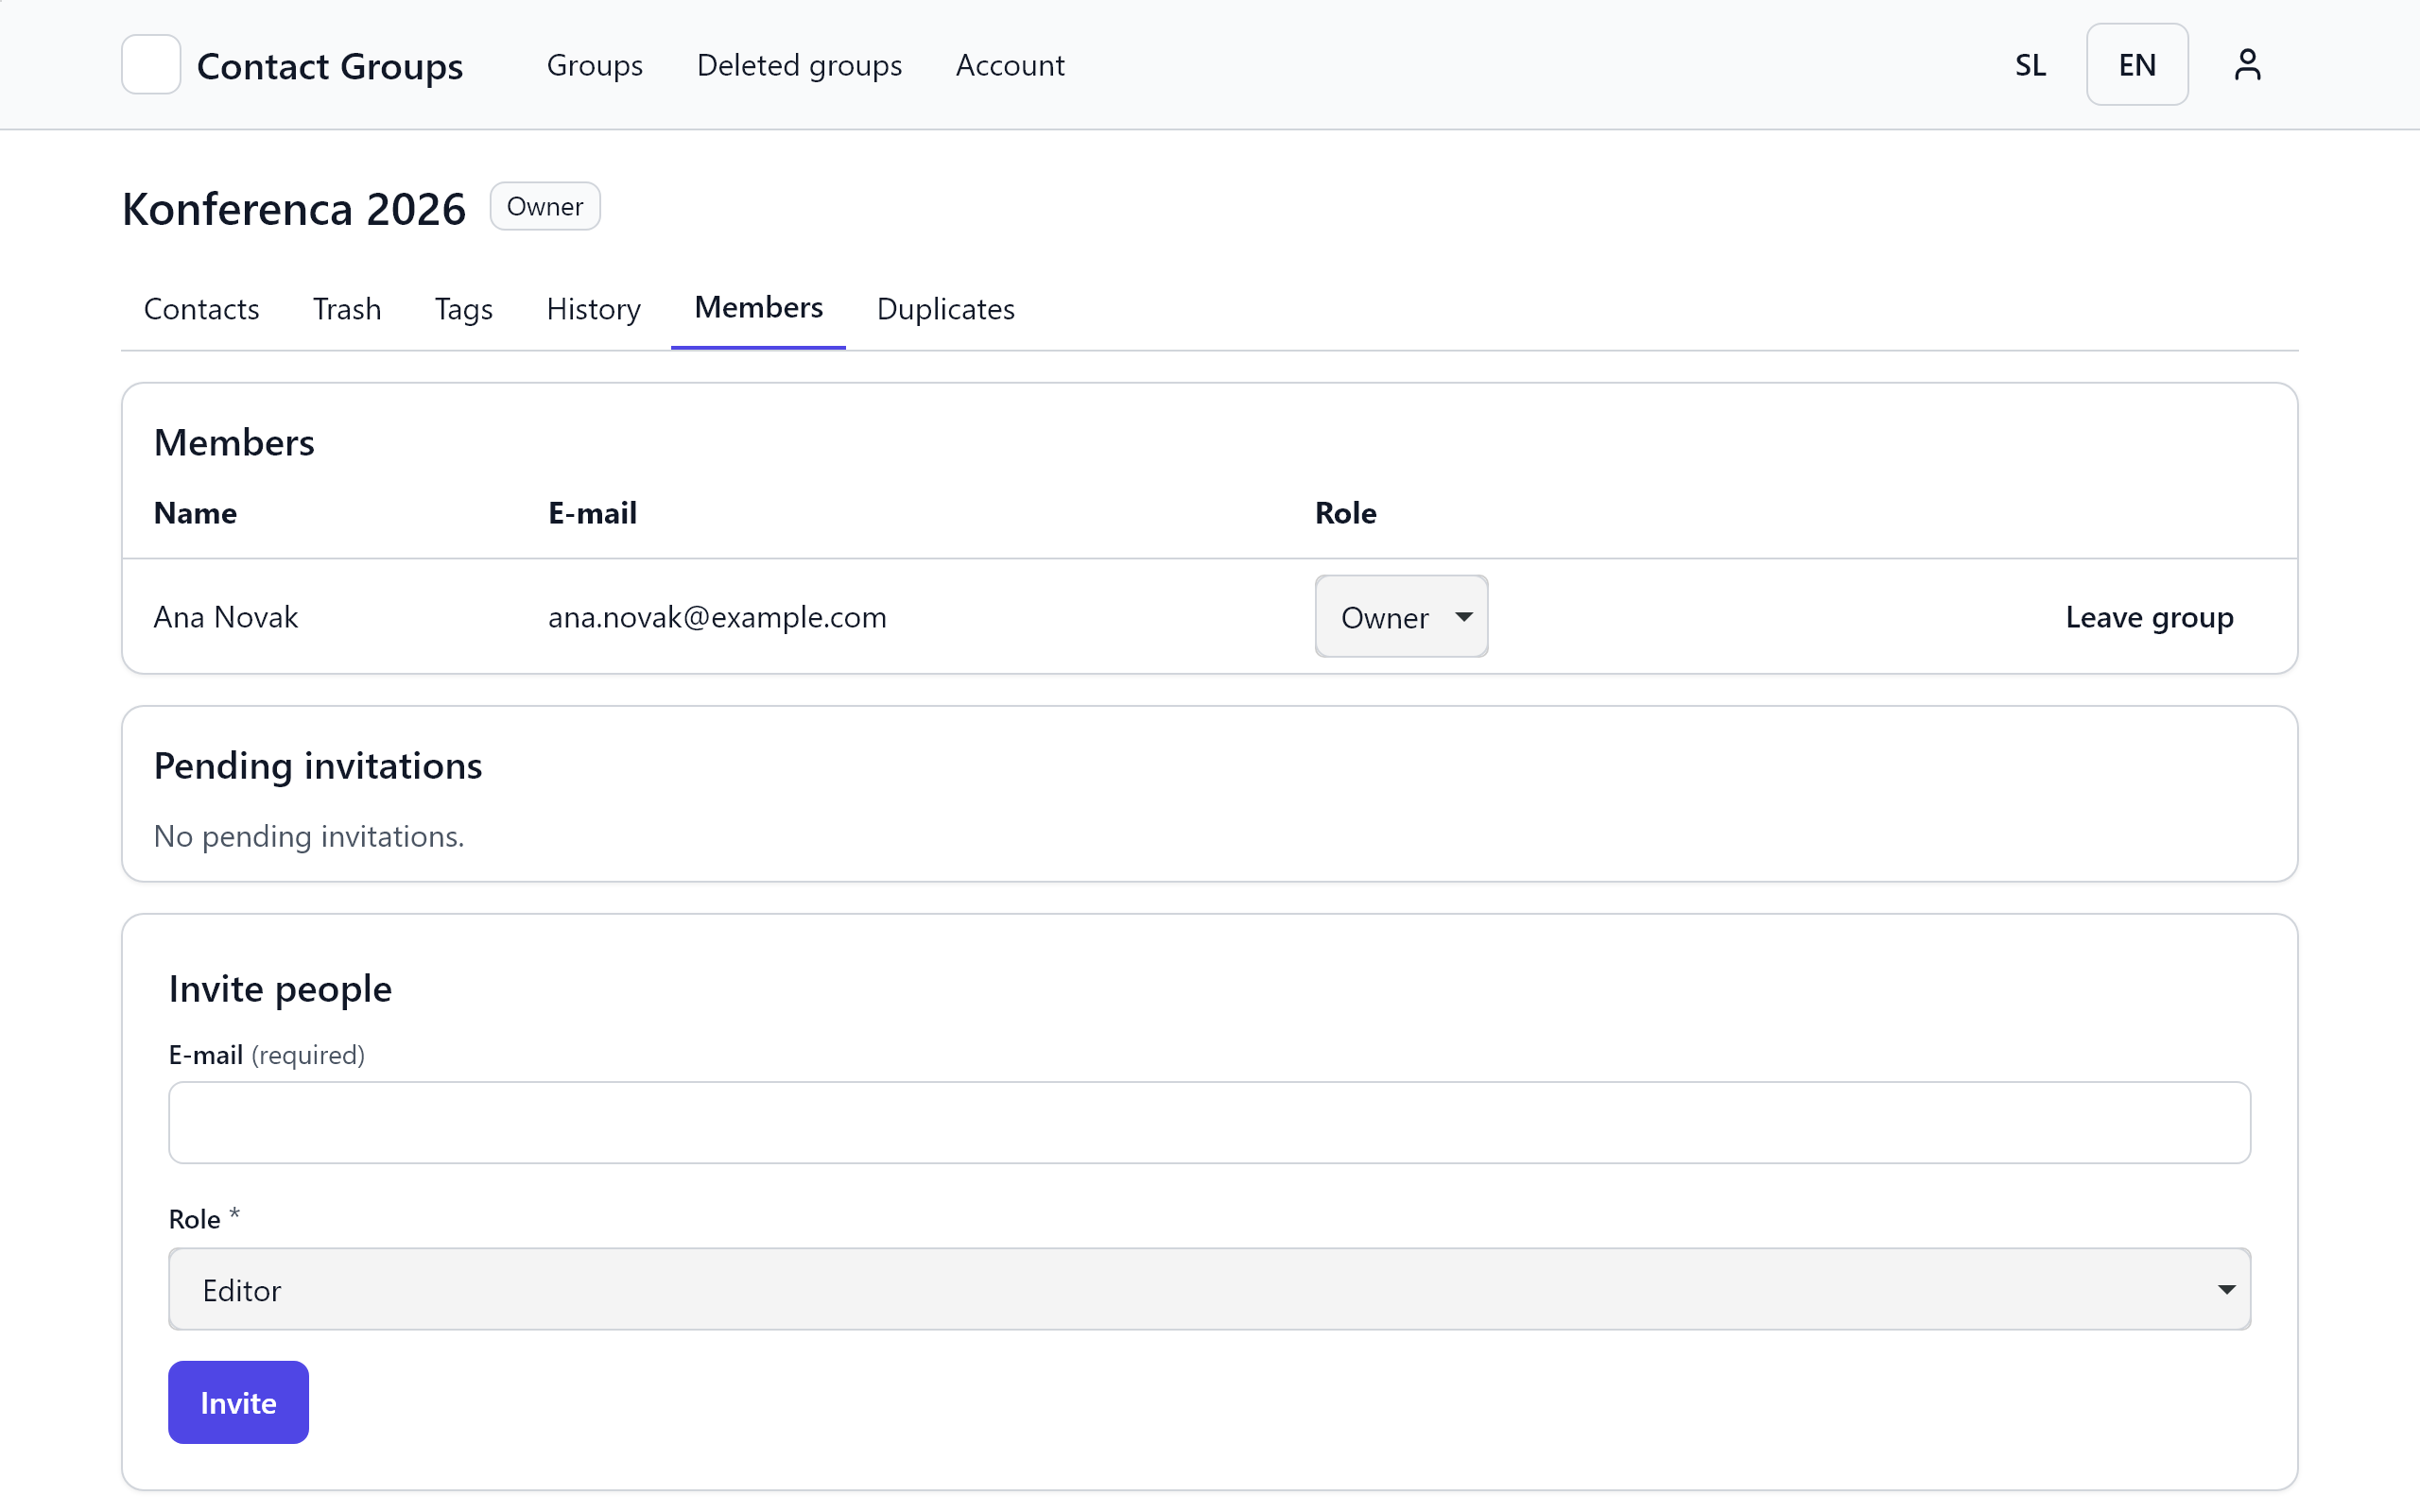 Contact Groups Groups Deleted groups Account SL EN
Konferenca 2026 Owner
Contacts Trash Tags History Members Duplicates
Members
Name E-mail Role
Ana Novak ana.novak@example.com Owner Leave group
Pending invitations
No pending invitations.
Invite people
E-mail (required)
Role *
Editor
Invite